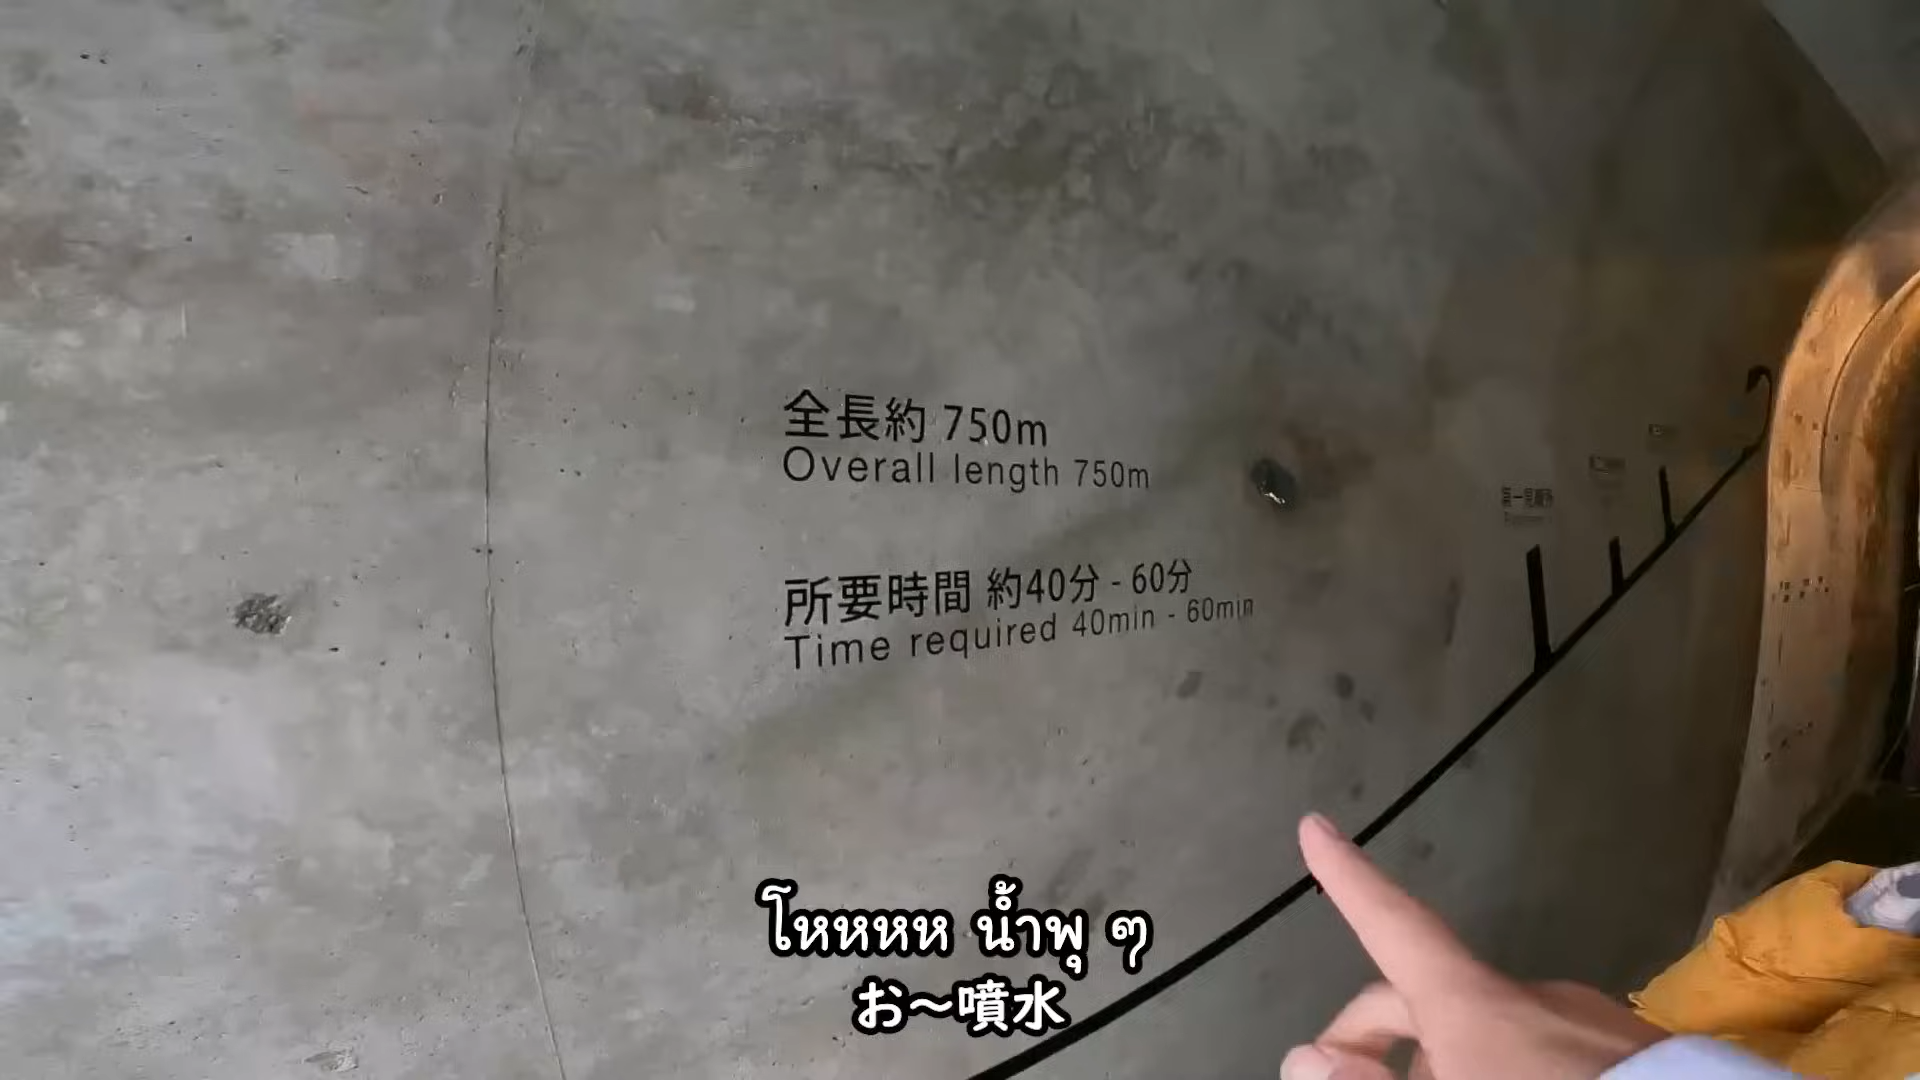 全長約 750m
Overall length 750m
所要時間 約40分 - 60分
Time required 40min - 60min
โหหหห น้ำพุ ๆ
お〜噴水